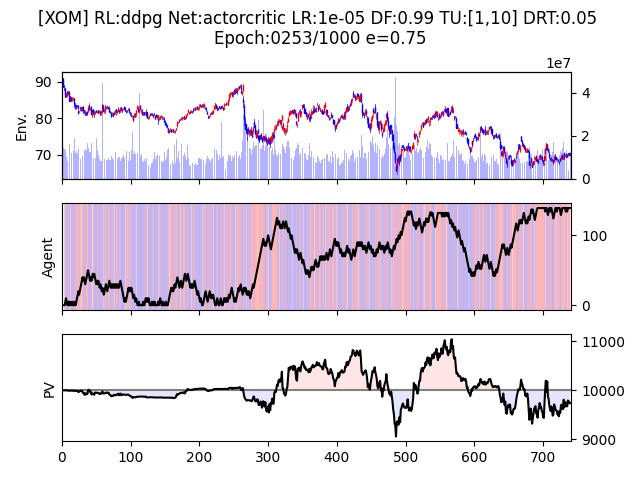 [XOM] RL:ddpg Net:actorcritic LR:1e-05 DF:0.99 TU:[1,10] DRT:0.05
Epoch:0253/1000 e=0.75
1e7
90
80
70
Env.
4
2
0
Agent
100
0
PV
11000
10000
9000
0 100 200 300 400 500 600 700